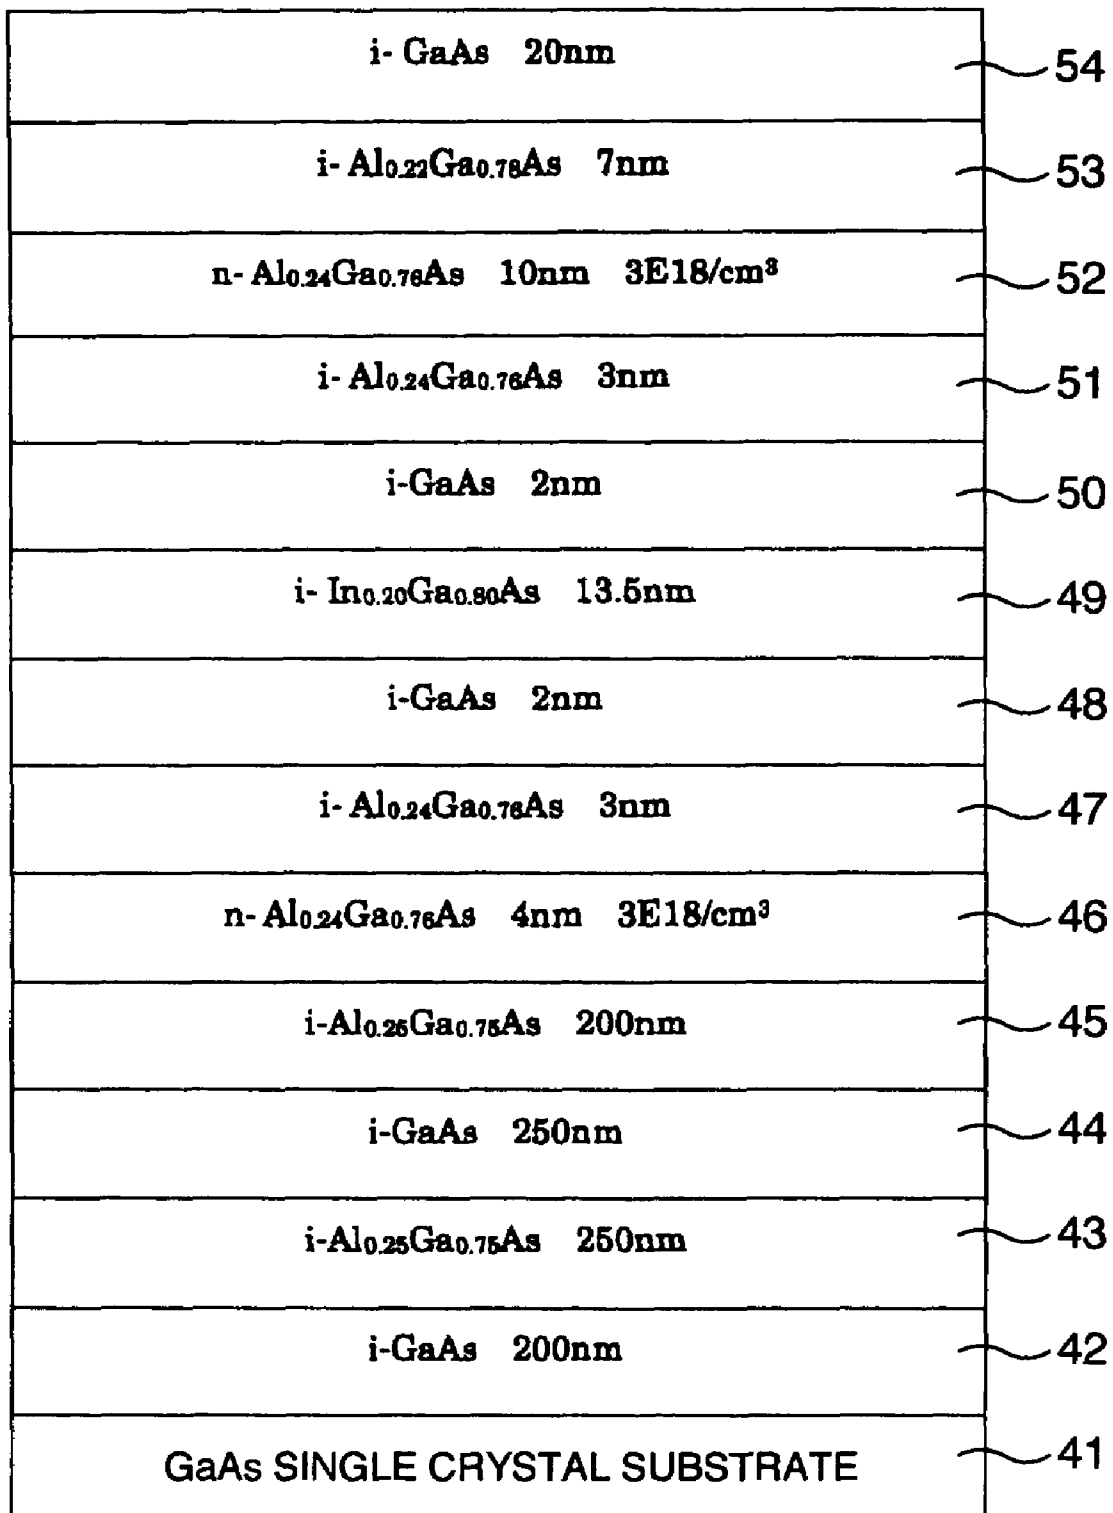 i- GaAs 20nm 54
i- Al0.22Ga0.78As 7nm 53
n- Al0.24Ga0.76As 10nm 3E18/cm³ 52
i- Al0.24Ga0.76As 3nm 51
i-GaAs 2nm 50
i- In0.20Ga0.80As 13.5nm 49
i-GaAs 2nm 48
i- Al0.24Ga0.76As 3nm 47
n- Al0.24Ga0.76As 4nm 3E18/cm³ 46
i-Al0.25Ga0.75As 200nm 45
i-GaAs 250nm 44
i-Al0.25Ga0.75As 250nm 43
i-GaAs 200nm 42
GaAs SINGLE CRYSTAL SUBSTRATE 41